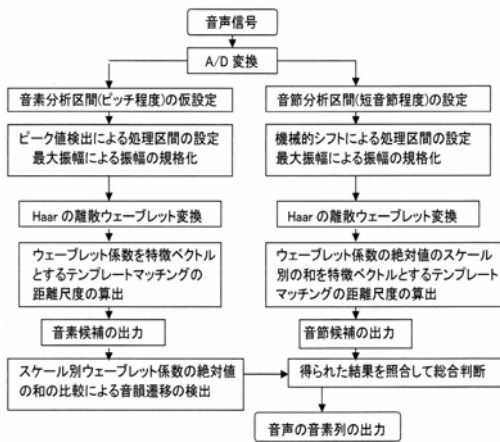 音声信号
A/D 変換
音素分析区間(ピッチ程度)の仮設定
ピーク値検出による処理区間の設定
最大振幅による振幅の規格化
Haar の離散ウェーブレット変換
ウェーブレット係数を特徴ベクトル
とするテンプレートマッチングの
距離尺度の算出
音素候補の出力
スケール別ウェーブレット係数の絶対値
の和の比較による音韻遷移の検出
音節分析区間(短音節程度)の設定
機械的シフトによる処理区間の設定
最大振幅による振幅の規格化
Haar の離散ウェーブレット変換
ウェーブレット係数の絶対値のスケール
別の和を特徴ベクトルとするテンプレート
マッチングの距離尺度の算出
音節候補の出力
得られた結果を照合して総合判断
音声の音素列の出力